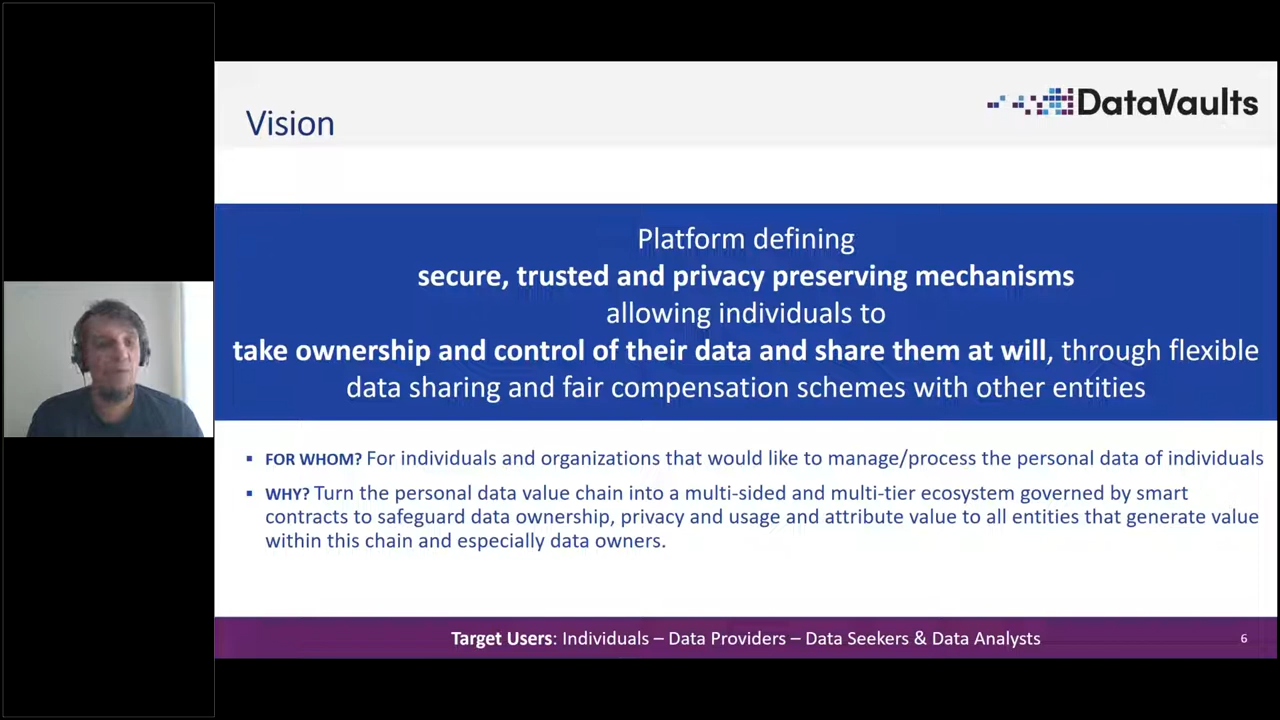 Vision
DataVaults
Platform defining
secure, trusted and privacy preserving mechanisms
allowing individuals to
take ownership and control of their data and share them at will, through flexible
data sharing and fair compensation schemes with other entities
▪ FOR WHOM? For individuals and organizations that would like to manage/process the personal data of individuals
▪ WHY? Turn the personal data value chain into a multi-sided and multi-tier ecosystem governed by smart
contracts to safeguard data ownership, privacy and usage and attribute value to all entities that generate value
within this chain and especially data owners.
Target Users: Individuals – Data Providers – Data Seekers & Data Analysts
6